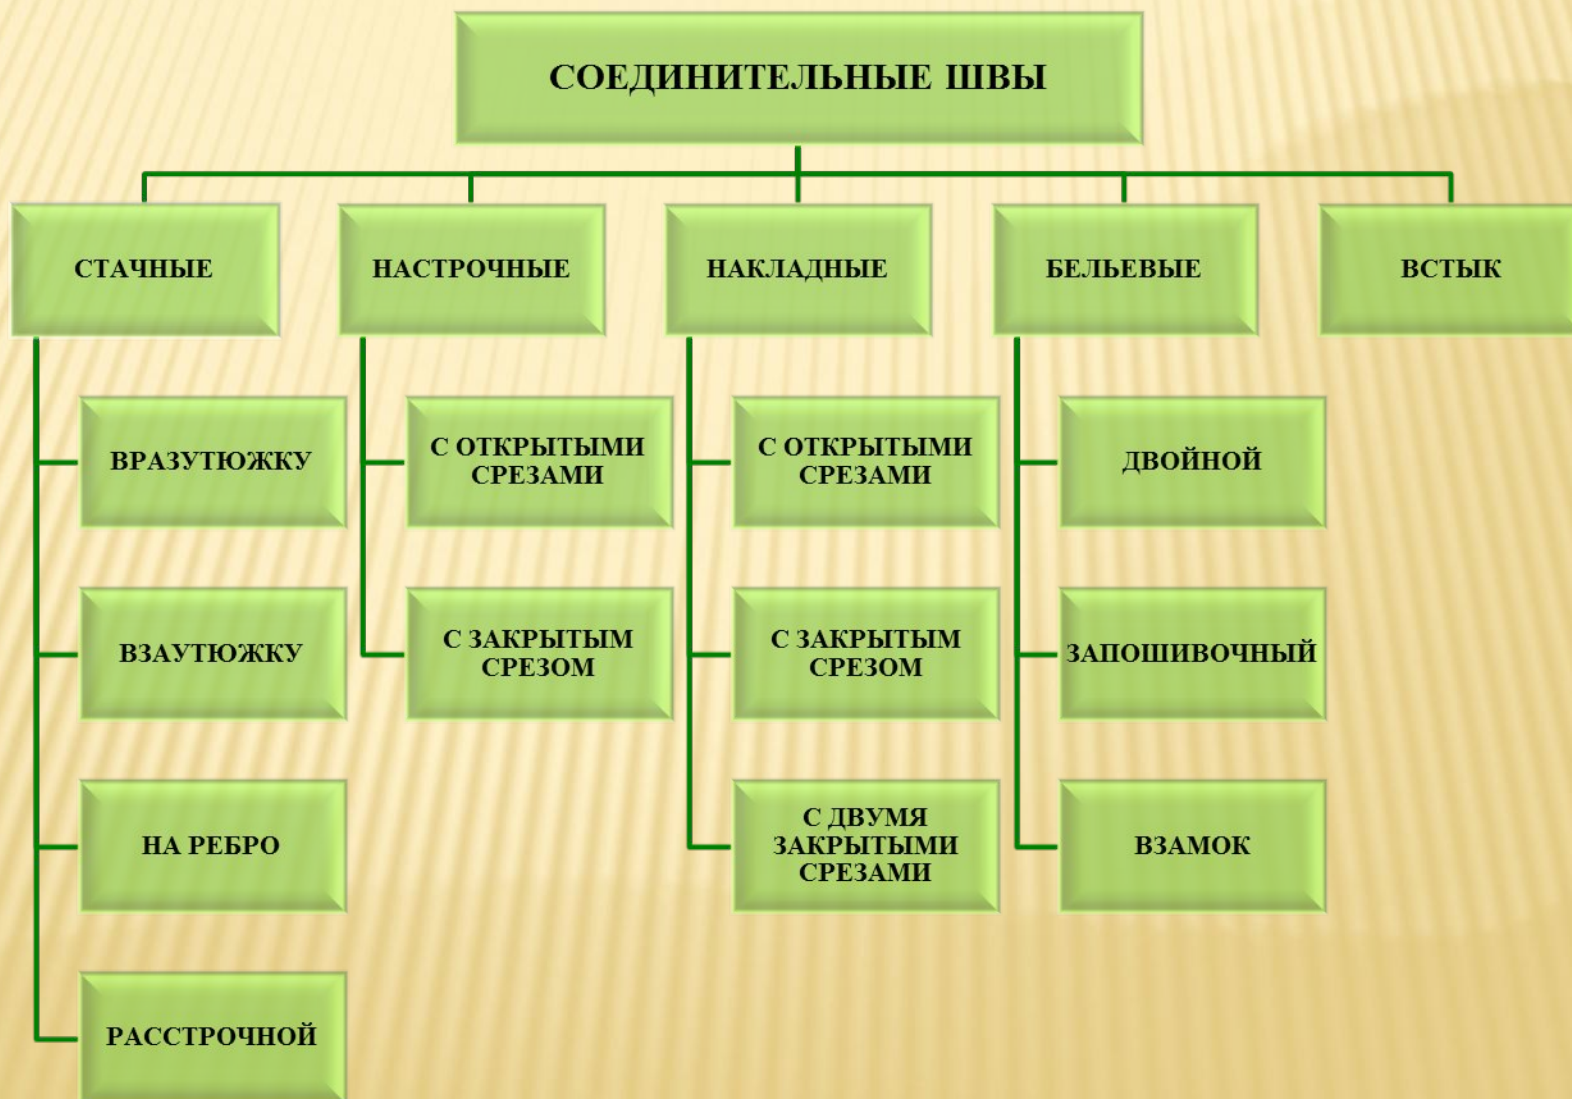 СОЕДИНИТЕЛЬНЫЕ ШВЫ
СТАЧНЫЕ
ВРАЗУТЮЖКУ
ВЗАУТЮЖКУ
НА РЕБРО
РАССТРОЧНОЙ
НАСТРОЧНЫЕ
С ОТКРЫТЫМИ
СРЕЗАМИ
С ЗАКРЫТЫМ
СРЕЗОМ
НАКЛАДНЫЕ
С ОТКРЫТЫМИ
СРЕЗАМИ
С ЗАКРЫТЫМ
СРЕЗОМ
С ДВУМЯ
ЗАКРЫТЫМИ
СРЕЗАМИ
БЕЛЬЕВЫЕ
ДВОЙНОЙ
ЗАПОШИВОЧНЫЙ
ВЗАМОК
ВСТЫК